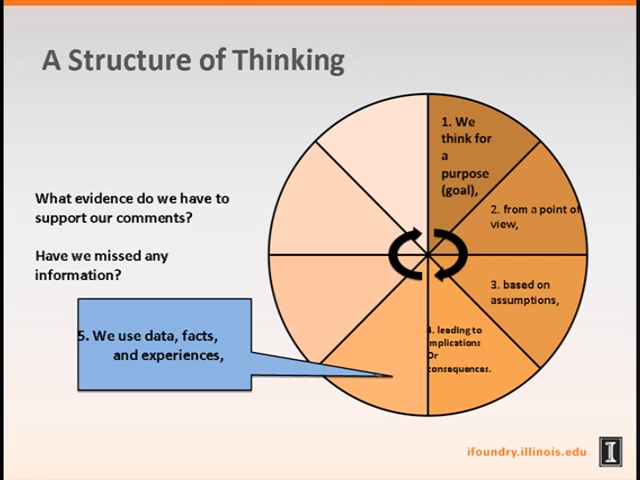 A Structure of Thinking
1. We
think for
a
purpose
(goal),
2. from a point of
view,
3. based on
assumptions,
4. leading to
implications
Or
consequences.
What evidence do we have to
support our comments?
Have we missed any
information?
5. We use data, facts,
and experiences,
ifoundry.illinois.edu
I